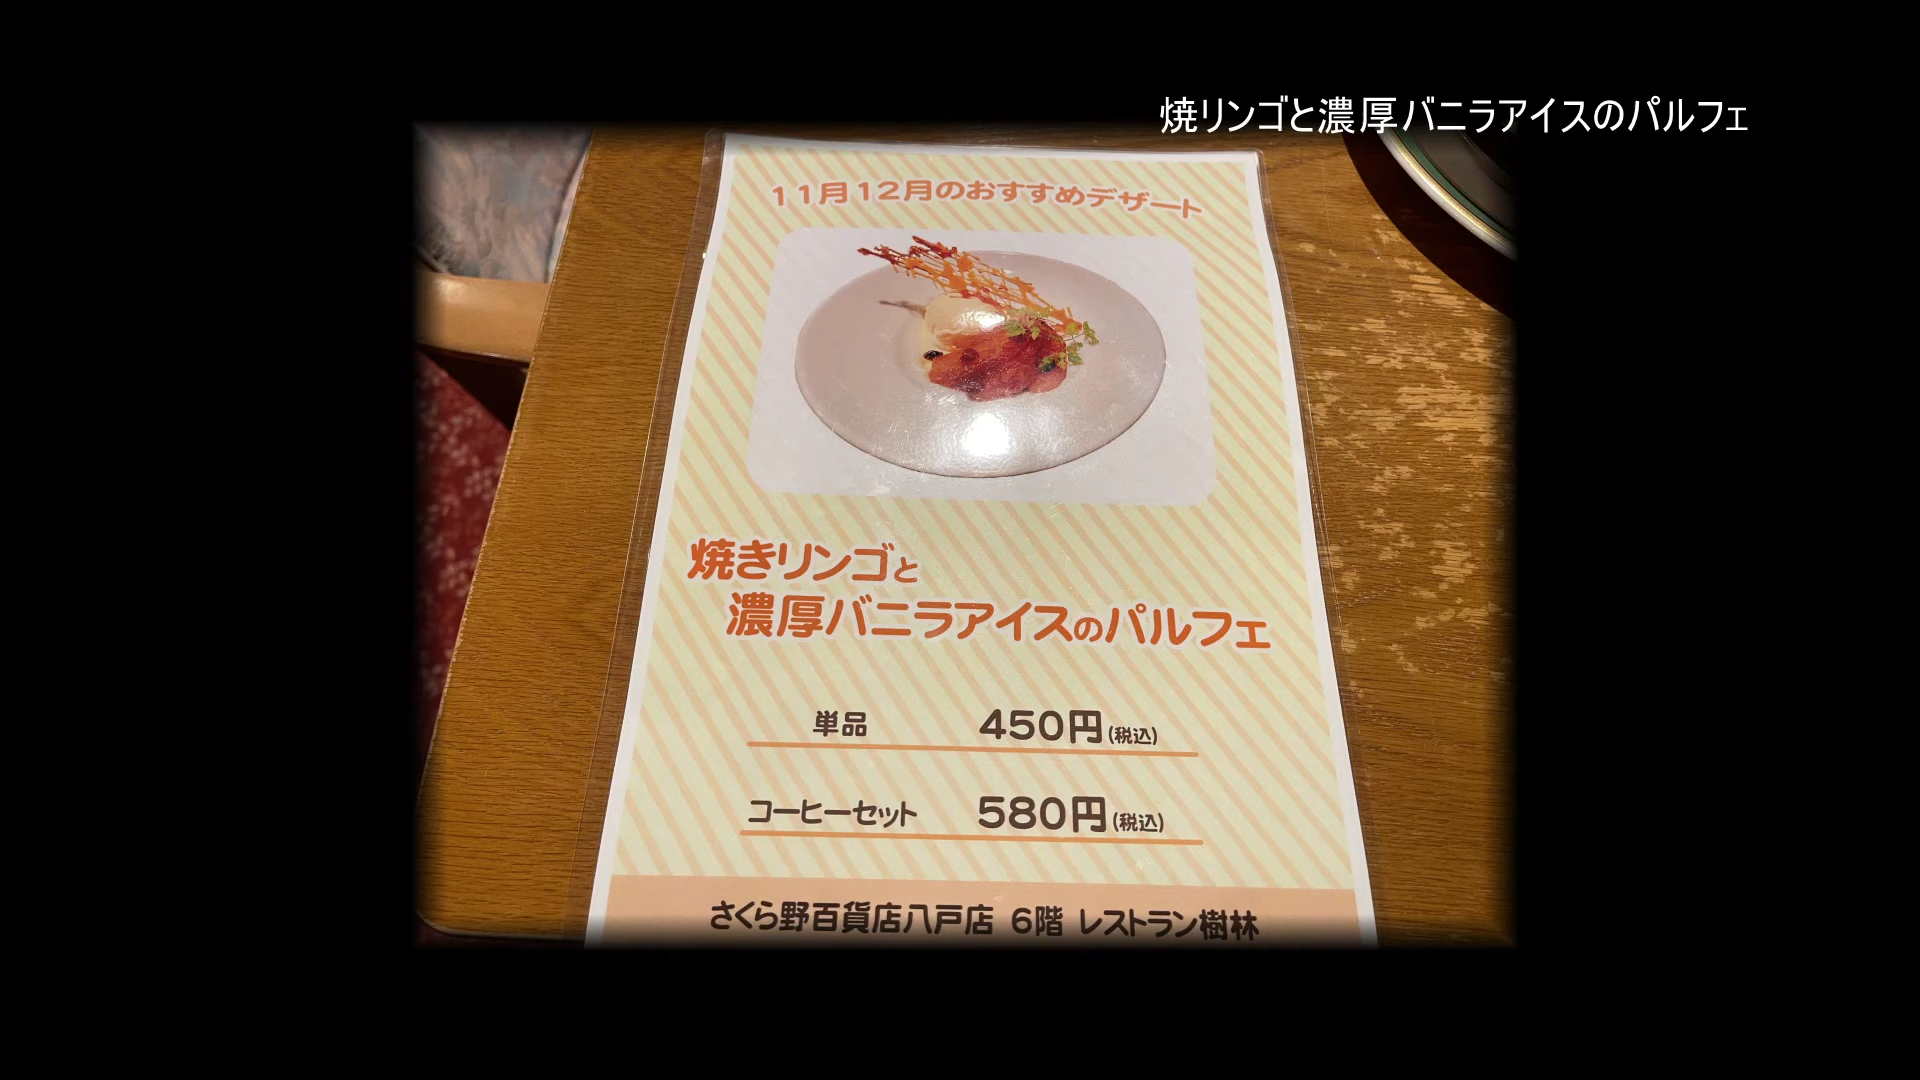 焼リンゴと濃厚バニラアイスのパルフェ
11月12月のおすすめデザート
焼きリンゴと
濃厚バニラアイスのパルフェ
単品 450円(税込)
コーヒーセット 580円(税込)
さくら野百貨店八戸店 6階 レストラン樹林